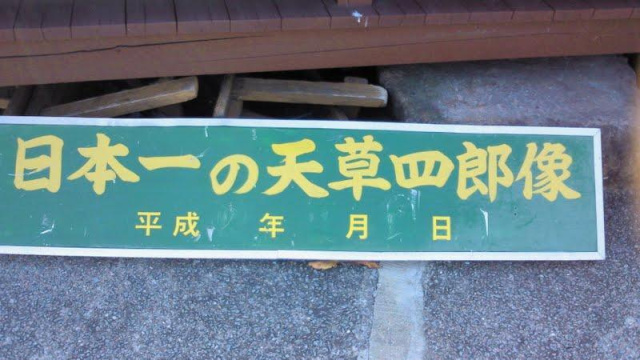 日本一の天草四郎像
平成 年 月 日